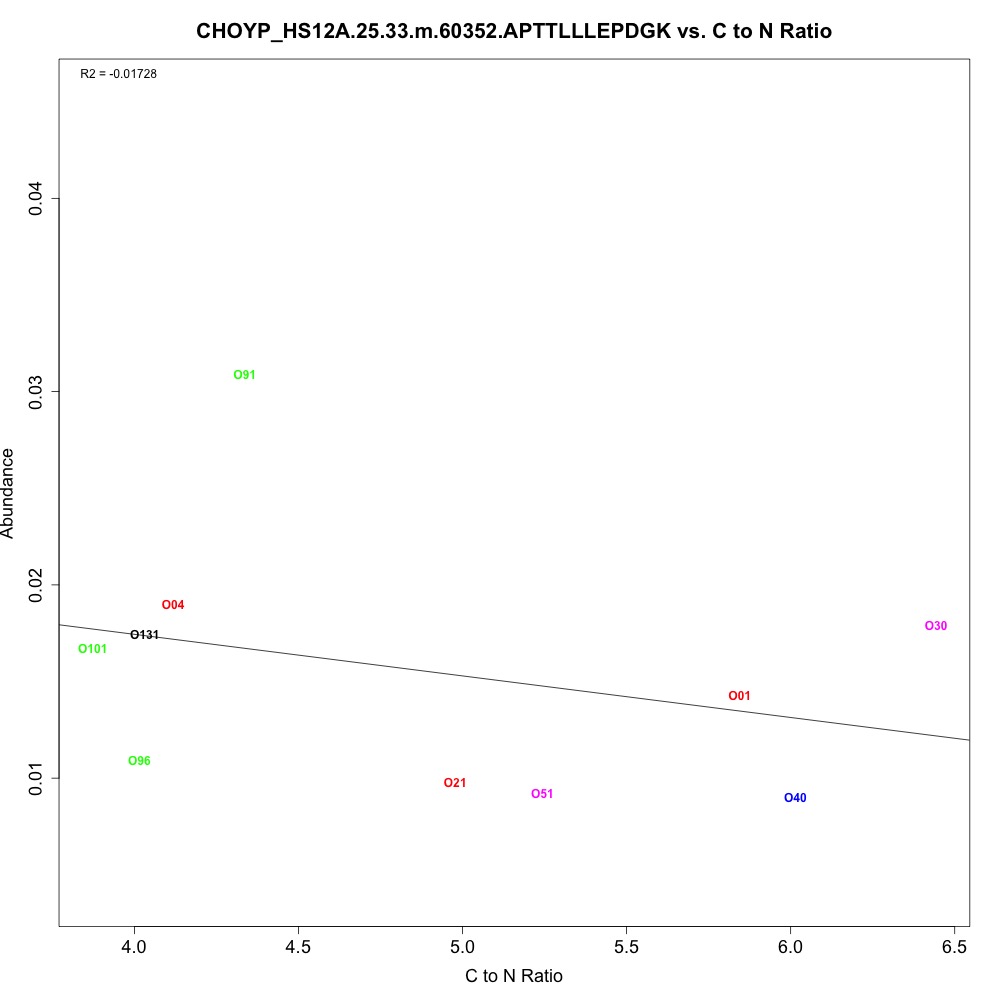 CHOYP_HS12A.25.33.m.60352.APTTLLLEPDGK vs. C to N Ratio
R2 = -0.01728
0.04
O91
0.03
0.02
O04
O30
O131
O101
O01
O96
O21
O51
O40
0.01
Abundance
4.0 4.5 5.0 5.5 6.0 6.5
C to N Ratio